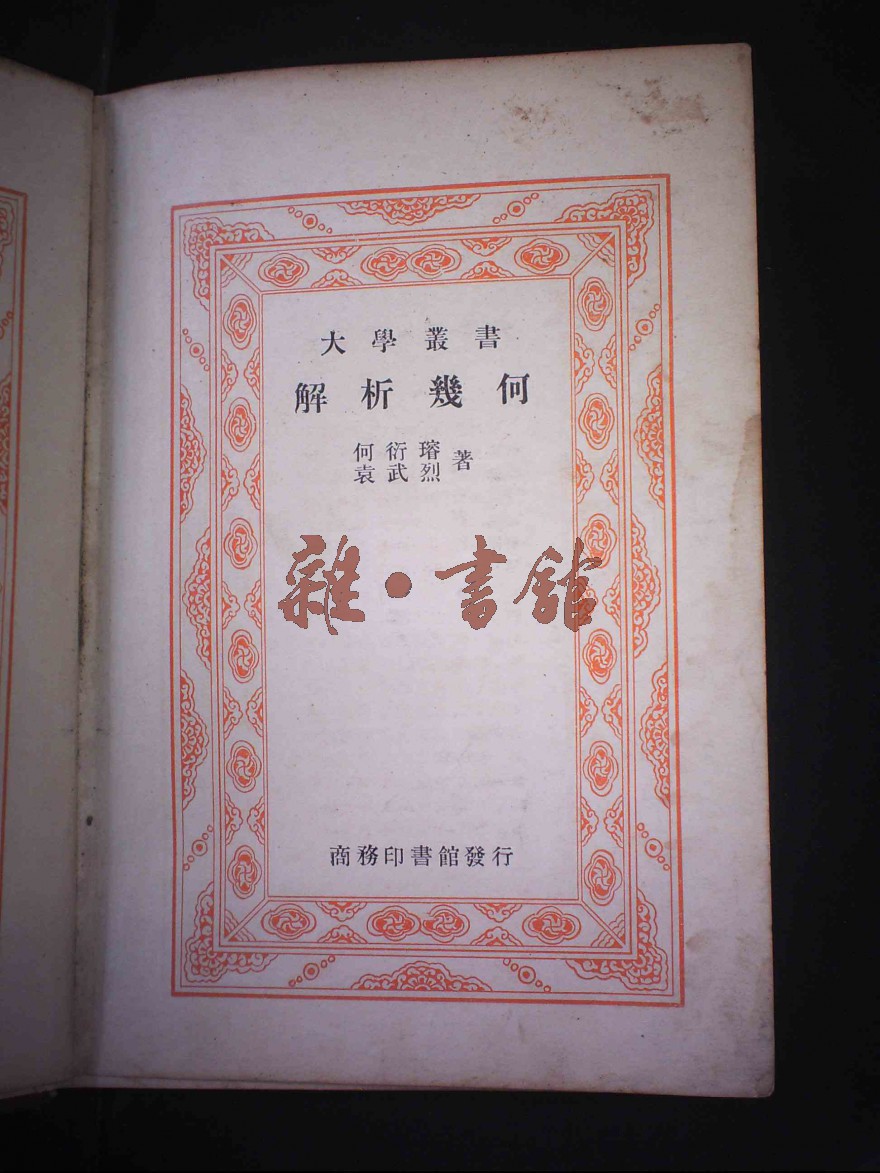 大學叢書
解析幾何
何衍璿
袁武烈
著
雜·書館
商務印書館發行